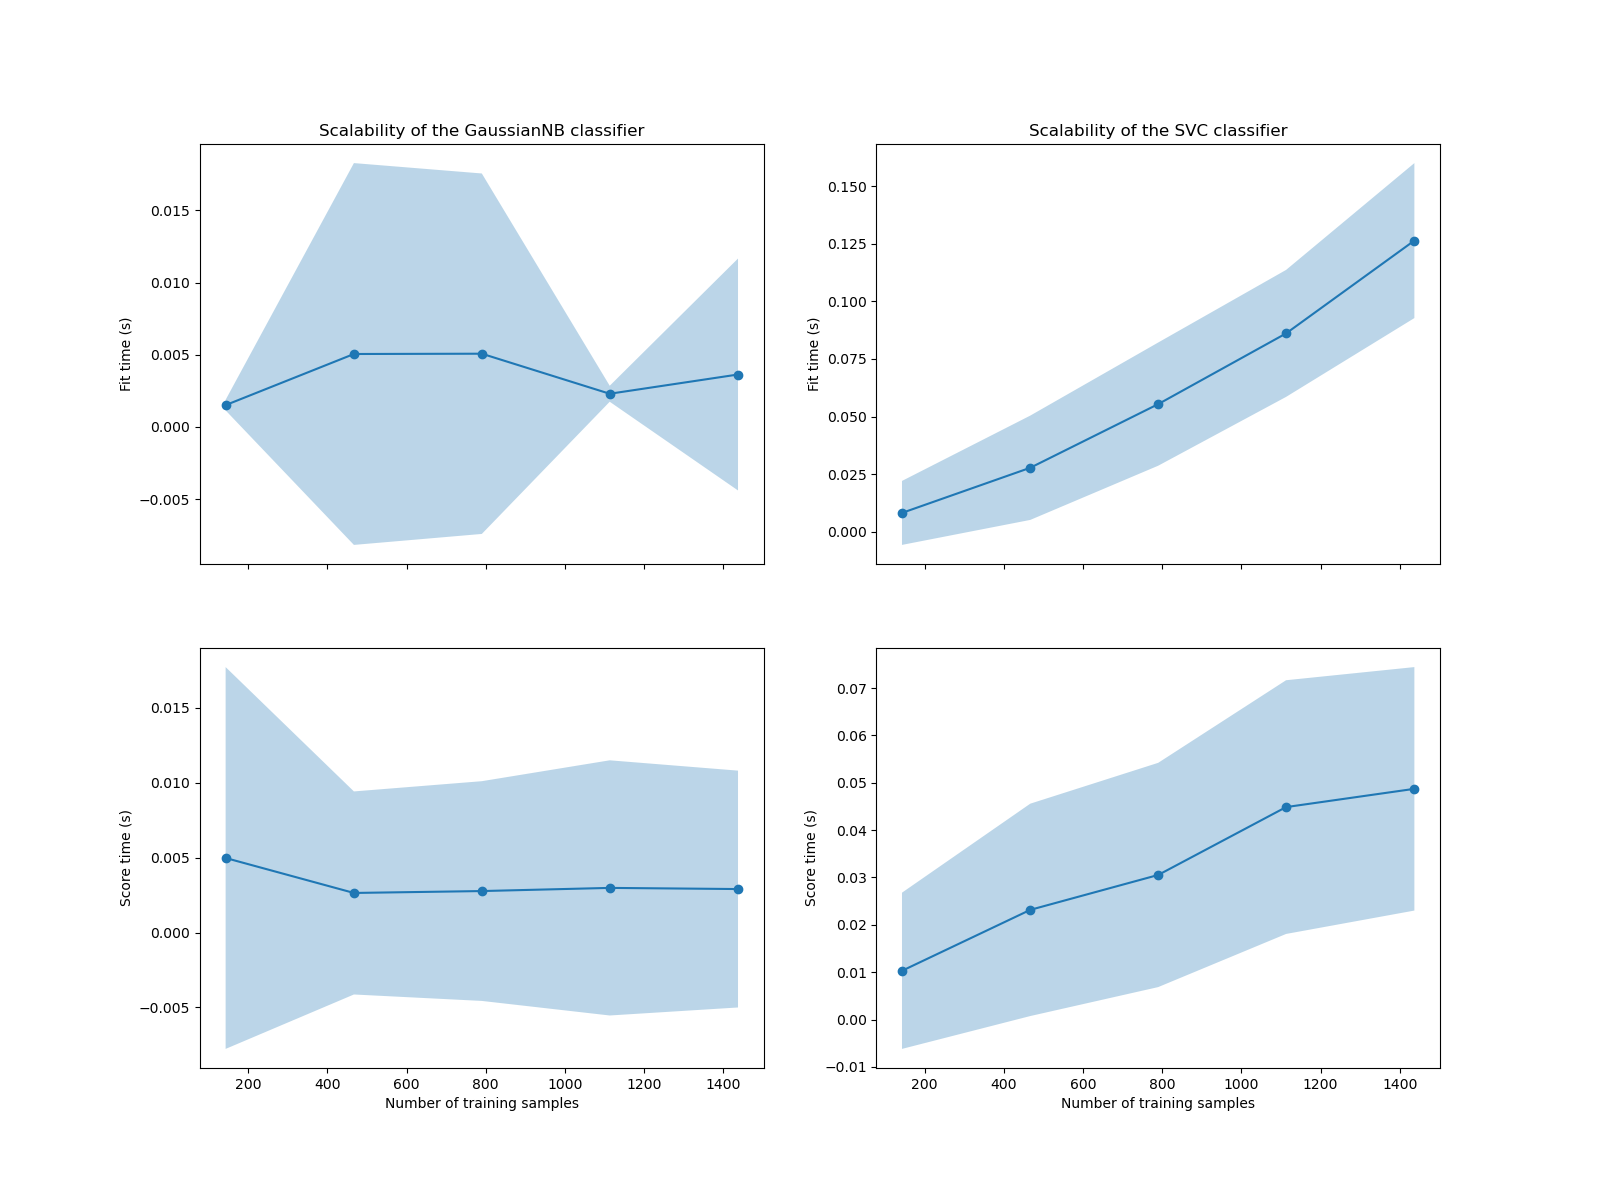 Scalability of the GaussianNB classifier
0.015
0.010
0.005
0.000
−0.005
Fit time (s)
Scalability of the SVC classifier
0.150
0.125
0.100
0.075
0.050
0.025
0.000
Fit time (s)
0.015
0.010
0.005
0.000
−0.005
Score time (s)
200 400 600 800 1000 1200 1400
Number of training samples
0.07
0.06
0.05
0.04
0.03
0.02
0.01
0.00
−0.01
Score time (s)
200 400 600 800 1000 1200 1400
Number of training samples